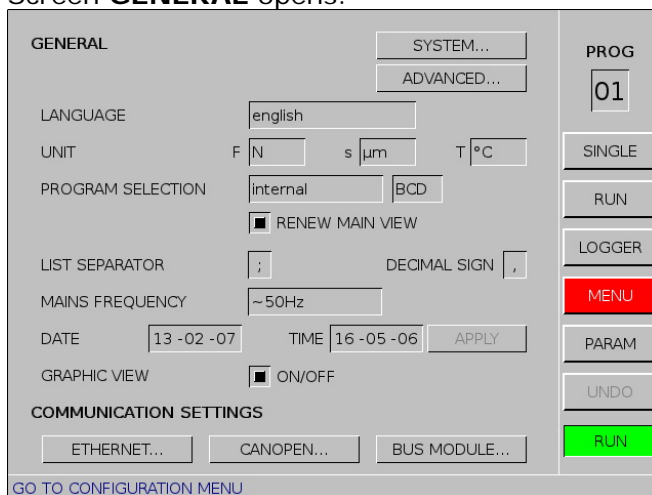 Screen GENERAL opens.
GENERAL SYSTEM... PROG
ADVANCED... 01
LANGUAGE english
UNIT F N s µm T °C SINGLE
PROGRAM SELECTION internal BCD RUN
RENEW MAIN VIEW
LIST SEPARATOR ; DECIMAL SIGN , LOGGER
MAINS FREQUENCY ~50Hz MENU
DATE 13 -02 -07 TIME 16 -05 -06 APPLY PARAM
GRAPHIC VIEW ON/OFF UNDO
COMMUNICATION SETTINGS
ETHERNET... CANOPEN... BUS MODULE... RUN
GO TO CONFIGURATION MENU